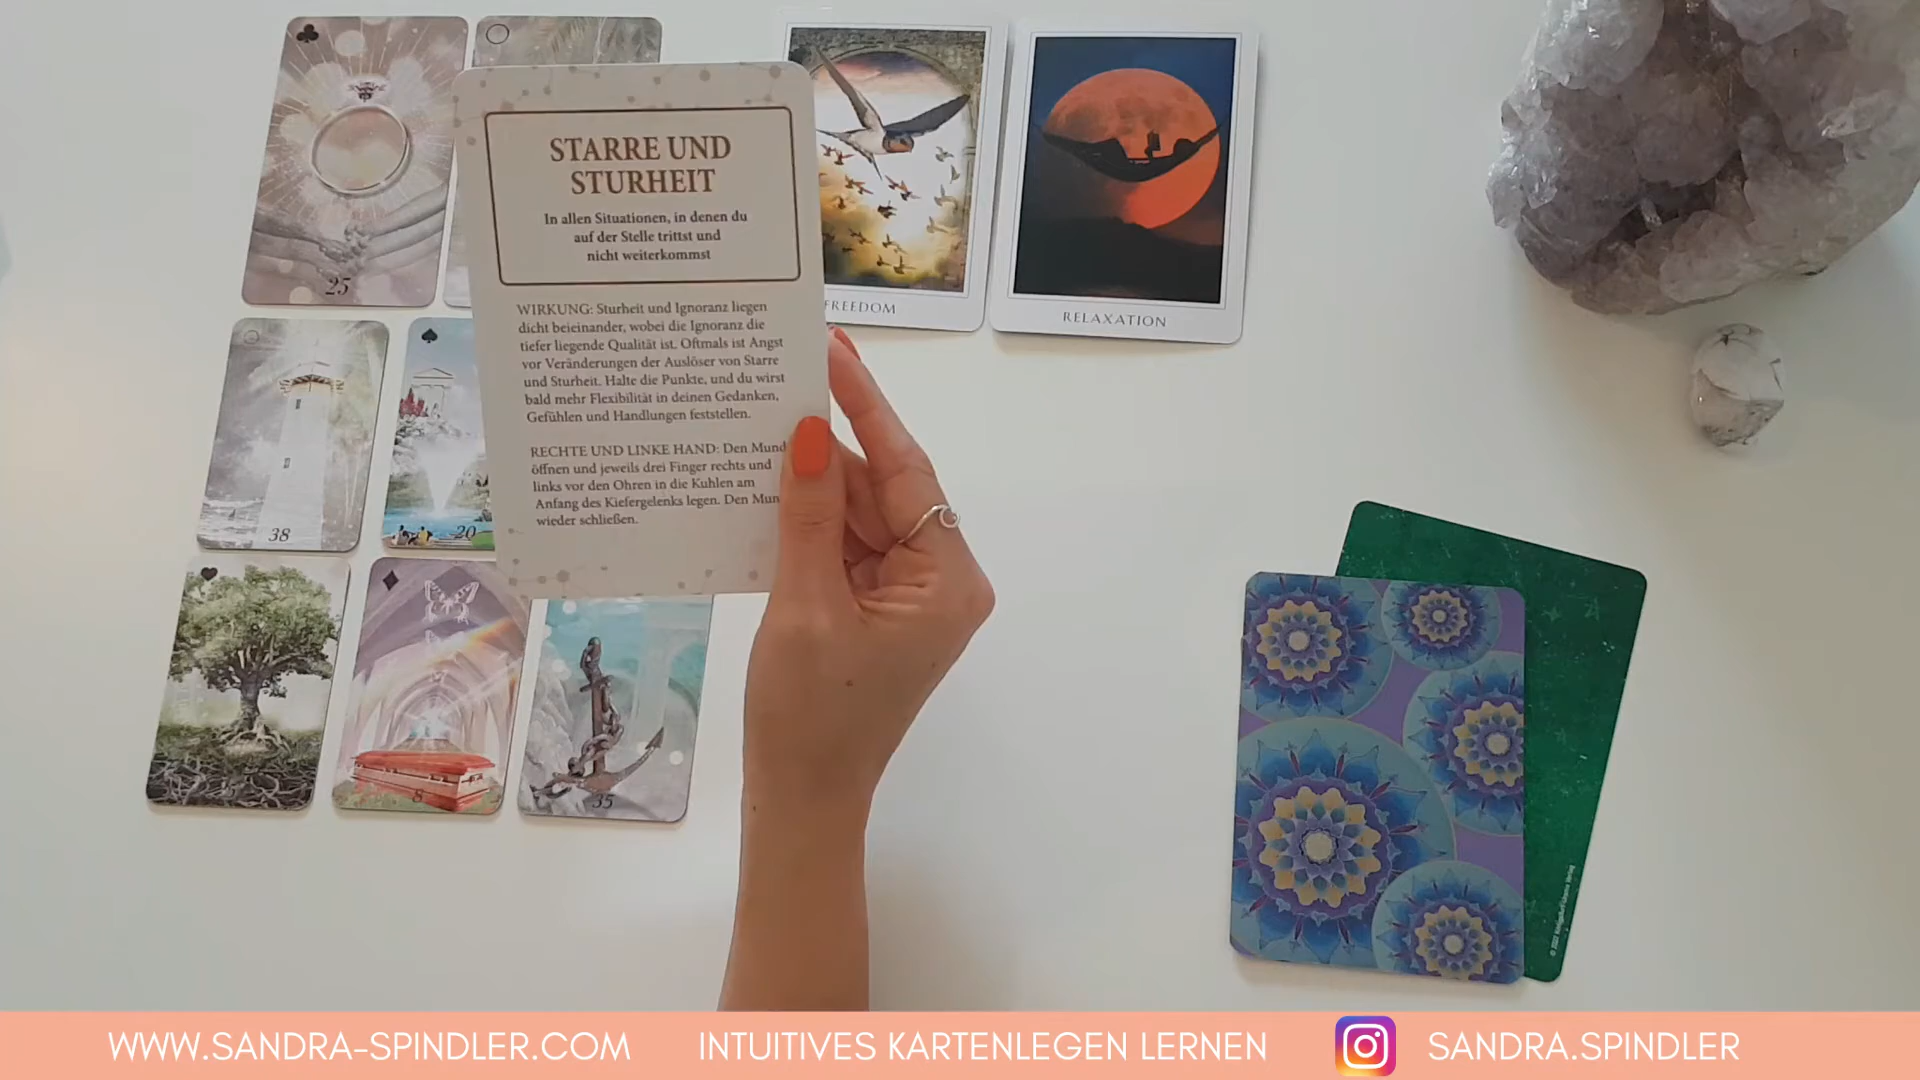 STARRE UND
STURHEIT
In allen Situationen, in denen du
auf der Stelle trittst und
nicht weiterkommst
WIRKUNG: Sturheit und Ignoranz liegen
dicht beieinander, wobei die Ignoranz die
tiefer liegende Qualität ist. Oftmals ist Angst
vor Veränderungen der Auslöser von Starre
und Sturheit. Halte die Punkte, und du wirst
bald mehr Flexibilität in deinen Gedanken,
Gefühlen und Handlungen feststellen.
RECHTE UND LINKE HAND: Den Mund
öffnen und jeweils drei Finger rechts und
links vor den Ohren in die Kuhlen am
Anfang des Kiefergelenks legen. Den Mun
wieder schließen.
FREEDOM
RELAXATION
25
38
20
8
35
WWW.SANDRA-SPINDLER.COM
INTUITIVES KARTENLEGEN LERNEN
SANDRA.SPINDLER